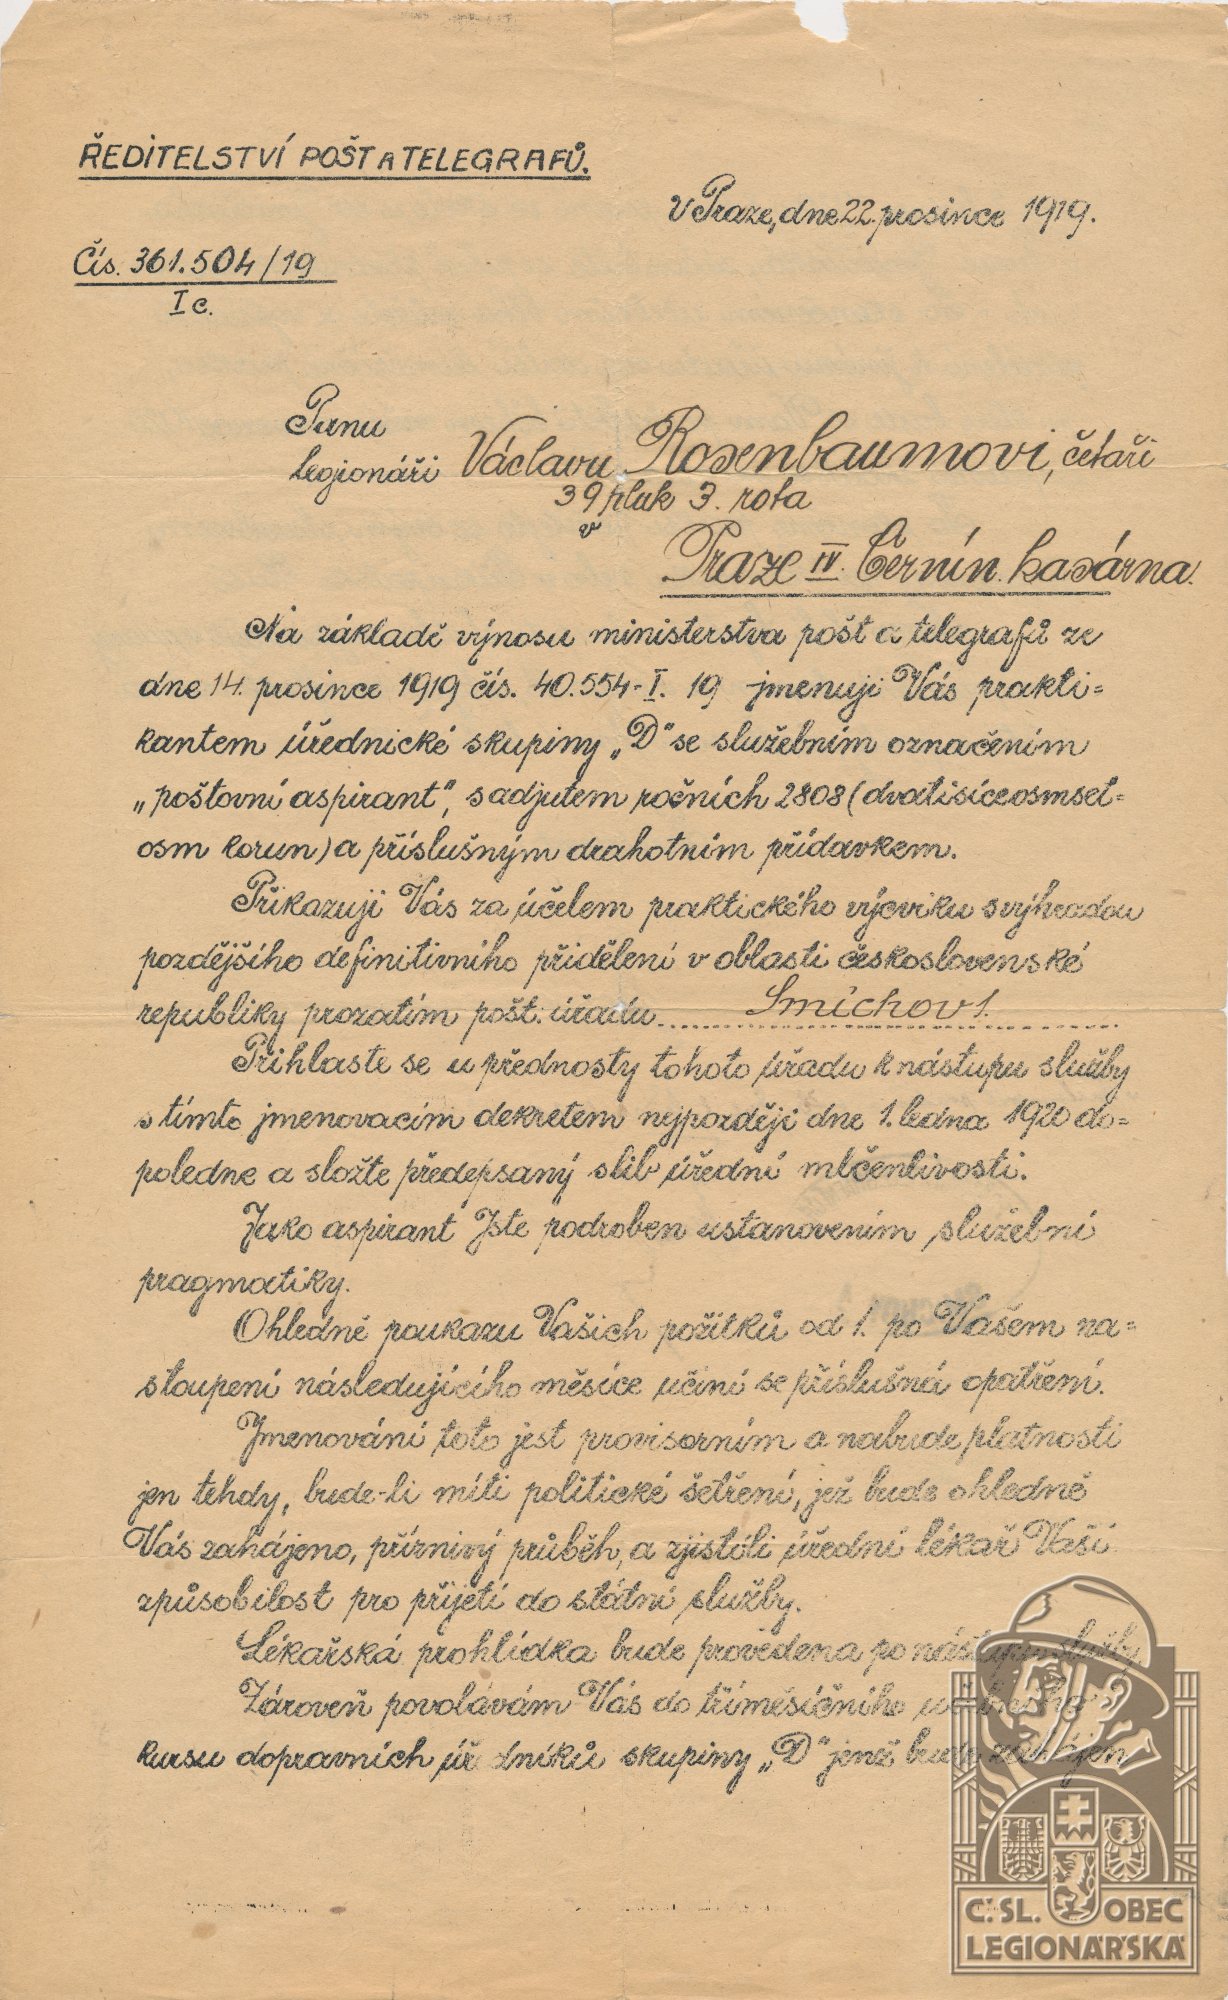 ŘEDITELSTVÍ POŠT A TELEGRAFŮ.
V Praze, dne 22. prosince 1919.
Čís. 361.504/19
I c.
Panu
legionáři Václavu Rosenbaumovi, četaři
39 pluk 3. rota
v
Praze IV. Černín. kasárna.
Na základě výnosu ministerstva pošt a telegrafů ze
dne 14. prosince 1919 čís. 40.554-I. 19 jmenuji Vás prakti=
kantem úřednické skupiny „D" se služebním označením
„poštovní aspirant", s adjutem ročních 2808 (dvatisíceosmset=
osm korun) a příslušným drahotním přídavkem.
Přikazuji Vás za účelem praktického výcviku s výhradou
pozdějšího definitivního přidělení v oblasti československé
republiky prozatím pošt. úřadu Smíchov 1.
Přihlaste se u přednosty tohoto úřadu k nástupu služby
s tímto jmenovacím dekretem nejpozději dne 1. ledna 1920 do=
poledne a složte předepsaný slib úřední mlčenlivosti.
Jako aspirant Jste podroben ustanovením služební
pragmatiky.
Ohledně poukazu Vašich požitků od 1. po Vašem na=
stoupení následujícího měsíce učiní se příslušná opatření.
Jmenování toto jest provisorním a nabude platnosti
jen tehdy, bude-li míti politické šetření, jež bude ohledně
Vás zahájeno, příznivý průběh, a zjistí-li úřední lékař Vaši
způsobilost pro přijetí do státní služby.
Lékařská prohlídka bude provedena po nástupu služby
Zároveň povolávám Vás do tříměsíčního učebného
kursu dopravních úředníků skupiny „D" jenž bude zahájen
Č. SL. OBEC
LEGIONÁŘSKÁ